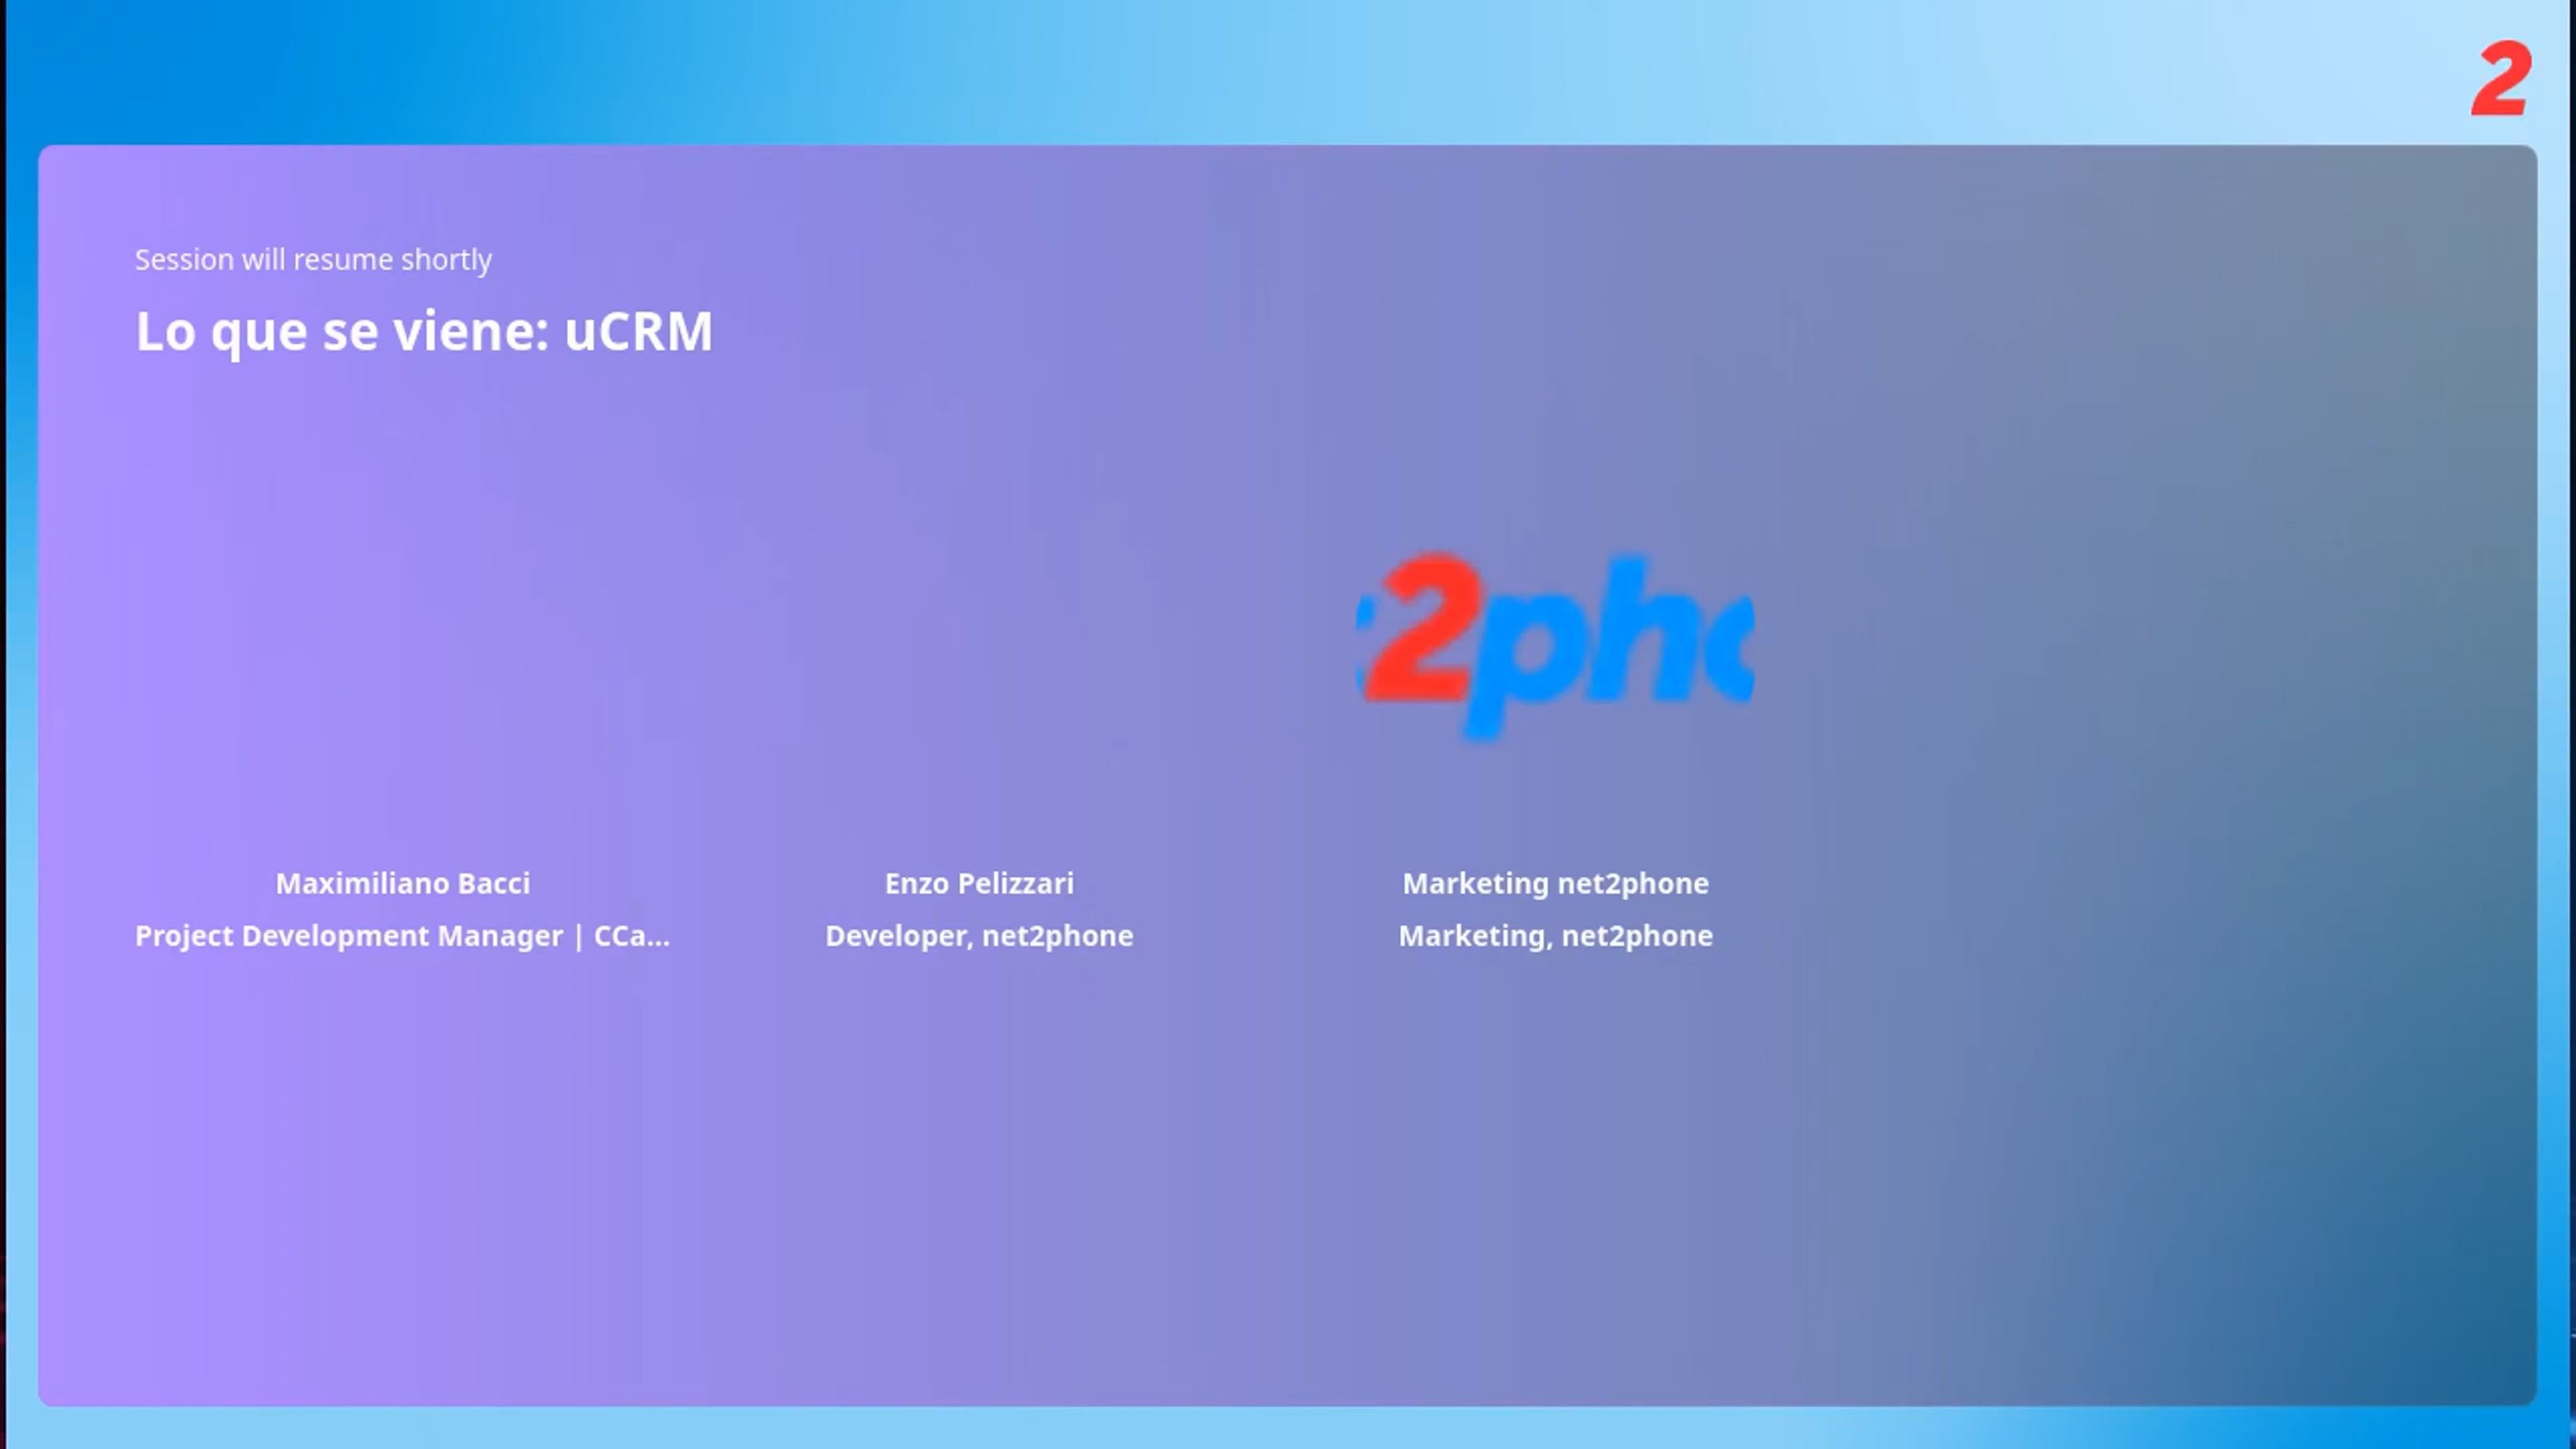 2
Session will resume shortly
Lo que se viene: uCRM
2pho
Maximiliano Bacci
Project Development Manager | CCa...
Enzo Pelizzari
Developer, net2phone
Marketing net2phone
Marketing, net2phone